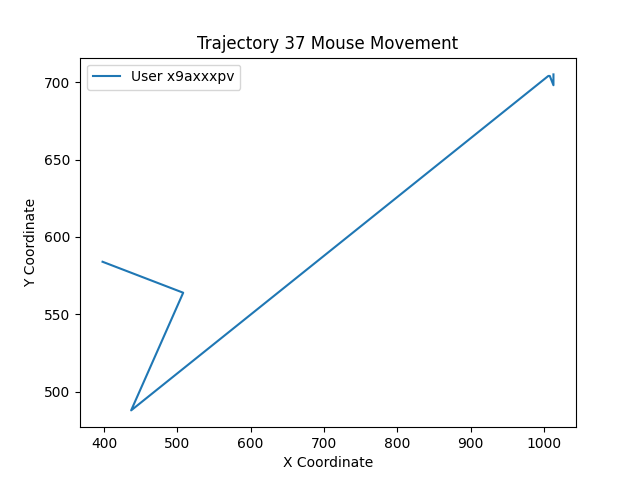 Trajectory 37 Mouse Movement
User x9axxxpv
Y Coordinate
700
650
600
550
500
400 500 600 700 800 900 1000
X Coordinate